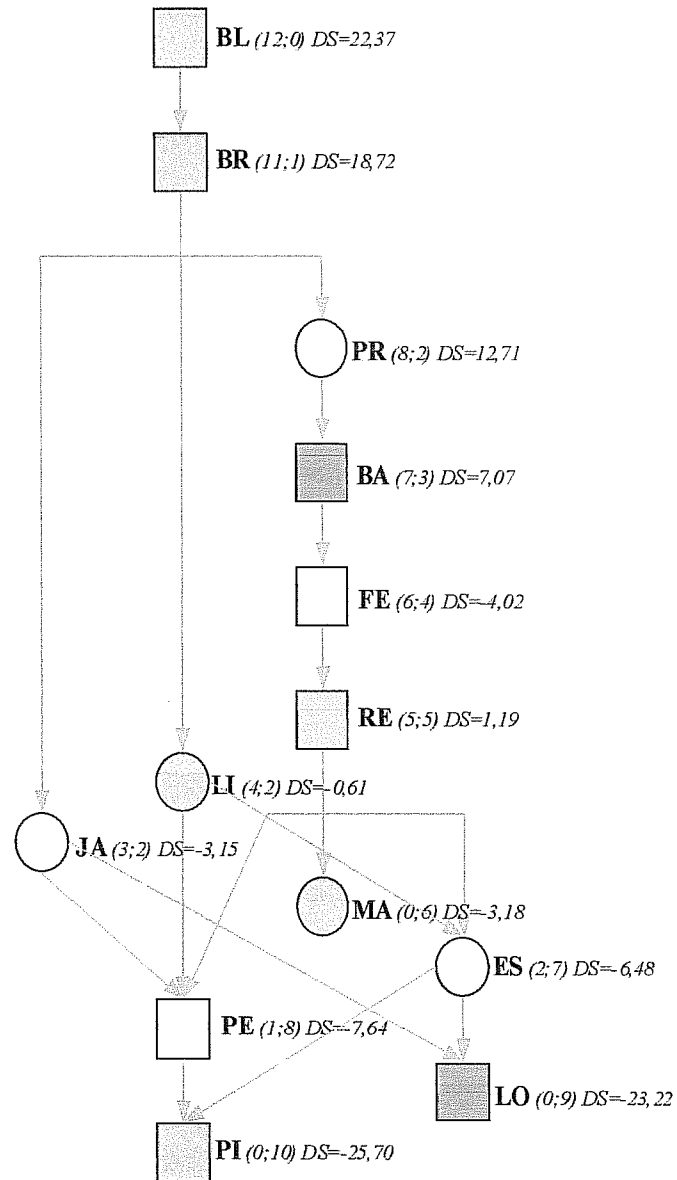 BL (12;0) DS=22,37
BR (11;1) DS=18,72
PR (8;2) DS=12,71
BA (7;3) DS=7,07
FE (6;4) DS=-4,02
RE (5;5) DS=1,19
LI (4;2) DS=-0,61
JA (3;2) DS=-3,15
MA (0;6) DS=-3,18
ES (2;7) DS=-6,48
PE (1;8) DS=-7,64
LO (0;9) DS=-23,22
PI (0;10) DS=-25,70